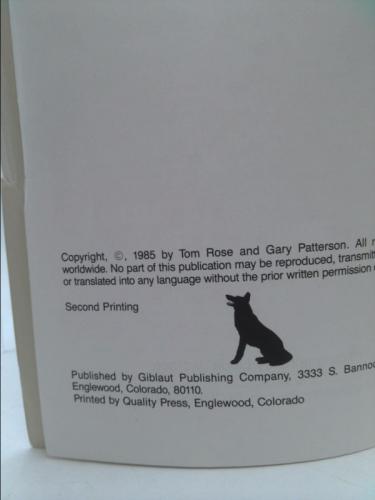 Copyright, ©, 1985 by Tom Rose and Gary Patterson. All
worldwide. No part of this publication may be reproduced,
or translated into any language without the prior written permission
Second Printing
Published by Giblaut Publishing Company, 3333 S.
Englewood, Colorado, 80110.
Printed by Quality Press, Englewood, Colorado